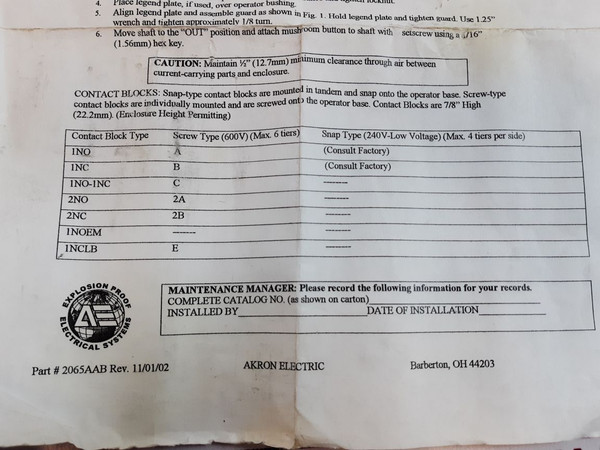 4. Place legend plate, if used, over operator bushing.
5. Align legend plate and assemble guard as shown in Fig. 1. Hold legend plate and tighten guard. Use 1.25"
wrench and tighten approximately 1/8 turn.
6. Move shaft to the "OUT" position and attach mushroom button to shaft with setscrew using a 1/16"
(1.56mm) hex key.
CAUTION: Maintain ½" (12.7mm) minimum clearance through air between
current-carrying parts and enclosure.
CONTACT BLOCKS: Snap-type contact blocks are mounted in tandem and snap onto the operator base. Screw-type
contact blocks are individually mounted and are screwed onto the operator base. Contact Blocks are 7/8" High
(22.2mm). (Enclosure Height Permitting)
Contact Block Type Screw Type (600V) (Max. 6 tiers) Snap Type (240V-Low Voltage) (Max. 4 tiers per side)
1NO A (Consult Factory)
1NC B (Consult Factory)
1NO-1NC C --------
2NO 2A --------
2NC 2B --------
1NOEM -------- --------
1NCLB E --------
EXPLOSION PROOF
AE
ELECTRICAL SYSTEMS
MAINTENANCE MANAGER: Please record the following information for your records.
COMPLETE CATALOG NO. (as shown on carton)
INSTALLED BY DATE OF INSTALLATION
Part # 2065AAB Rev. 11/01/02 AKRON ELECTRIC Barberton, OH 44203